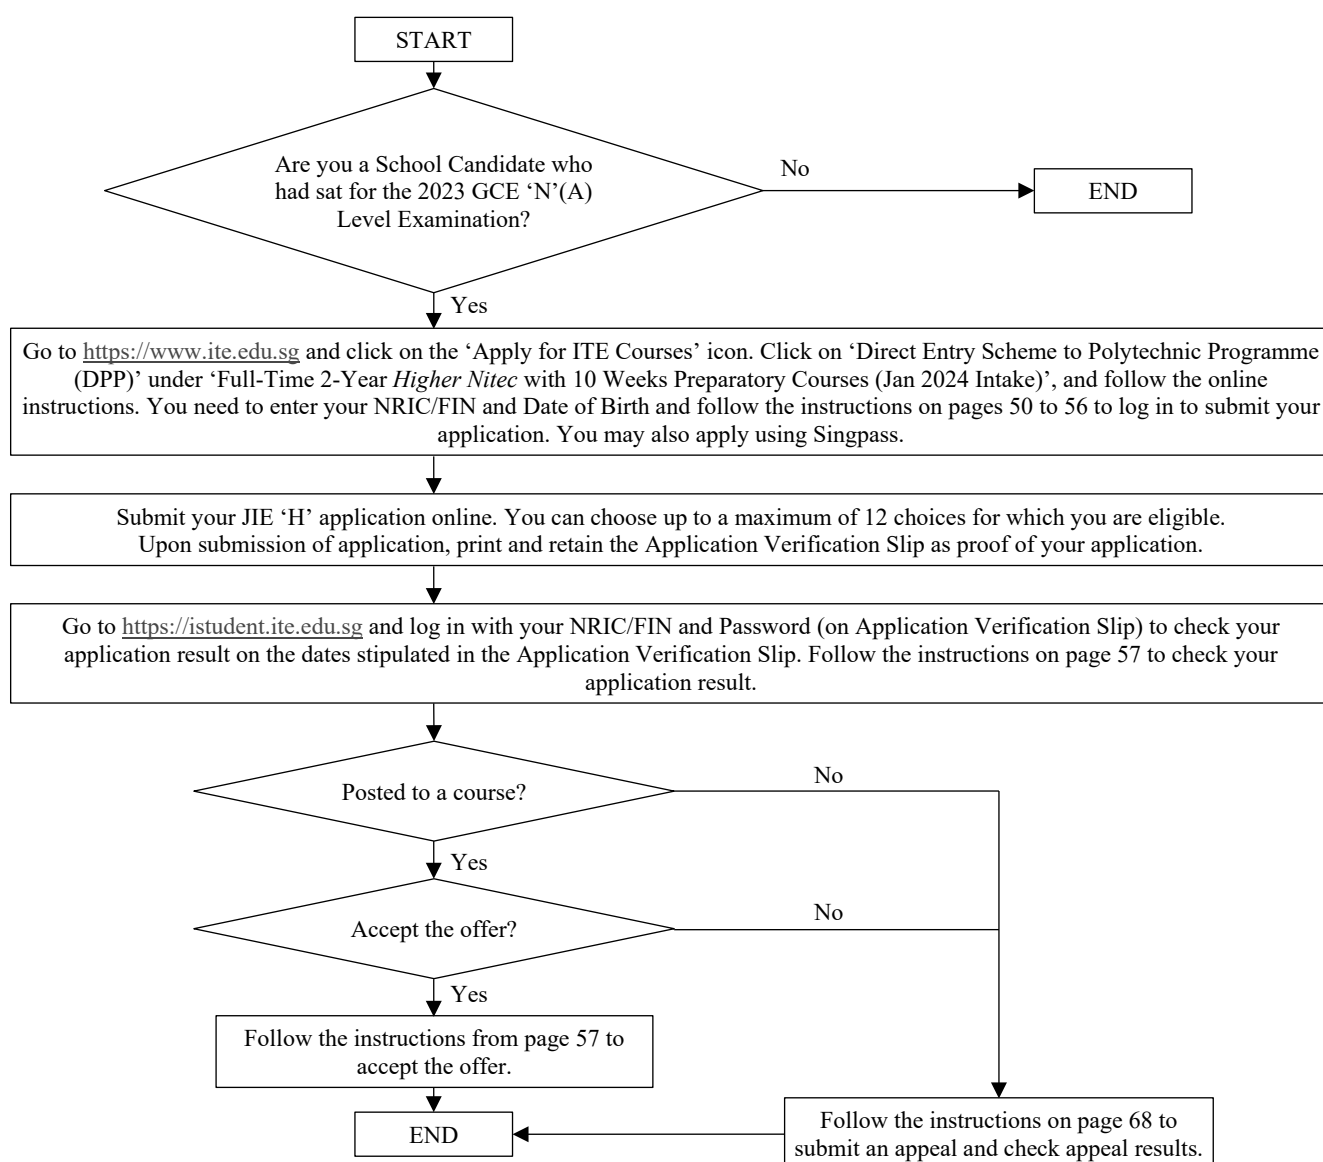 START
Are you a School Candidate who
had sat for the 2023 GCE ‘N’(A)
Level Examination?
No
END
Yes
Go to https://www.ite.edu.sg and click on the ‘Apply for ITE Courses’ icon. Click on ‘Direct Entry Scheme to Polytechnic Programme
(DPP)’ under ‘Full-Time 2-Year Higher Nitec with 10 Weeks Preparatory Courses (Jan 2024 Intake)’, and follow the online
instructions. You need to enter your NRIC/FIN and Date of Birth and follow the instructions on pages 50 to 56 to log in to submit your
application. You may also apply using Singpass.
Submit your JIE ‘H’ application online. You can choose up to a maximum of 12 choices for which you are eligible.
Upon submission of application, print and retain the Application Verification Slip as proof of your application.
Go to https://istudent.ite.edu.sg and log in with your NRIC/FIN and Password (on Application Verification Slip) to check your
application result on the dates stipulated in the Application Verification Slip. Follow the instructions on page 57 to check your
application result.
Posted to a course?
No
Yes
Accept the offer?
No
Yes
Follow the instructions from page 57 to
accept the offer.
END
Follow the instructions on page 68 to
submit an appeal and check appeal results.